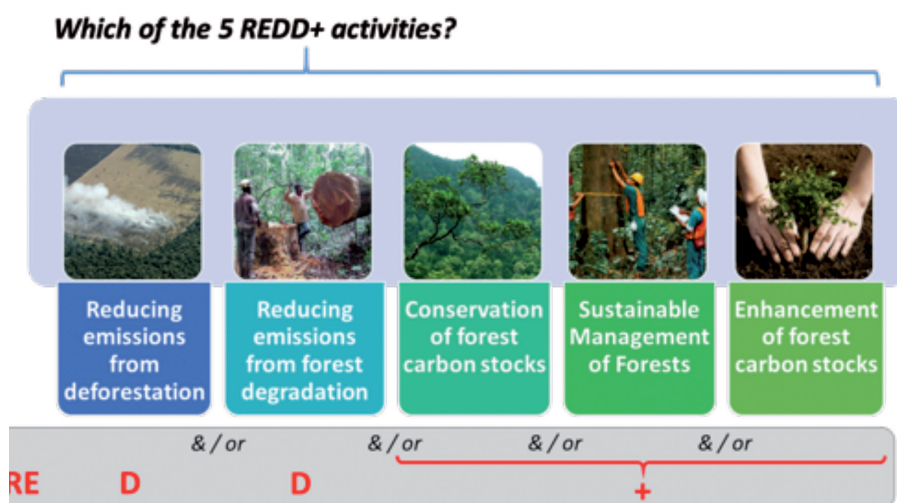 Which of the 5 REDD+ activities?
Reducing
emissions
from
deforestation
Reducing
emissions
from forest
degradation
Conservation
of forest
carbon stocks
Sustainable
Management
of Forests
Enhancement
of forest
carbon stocks
& / or & / or & / or & / or
RE D D +